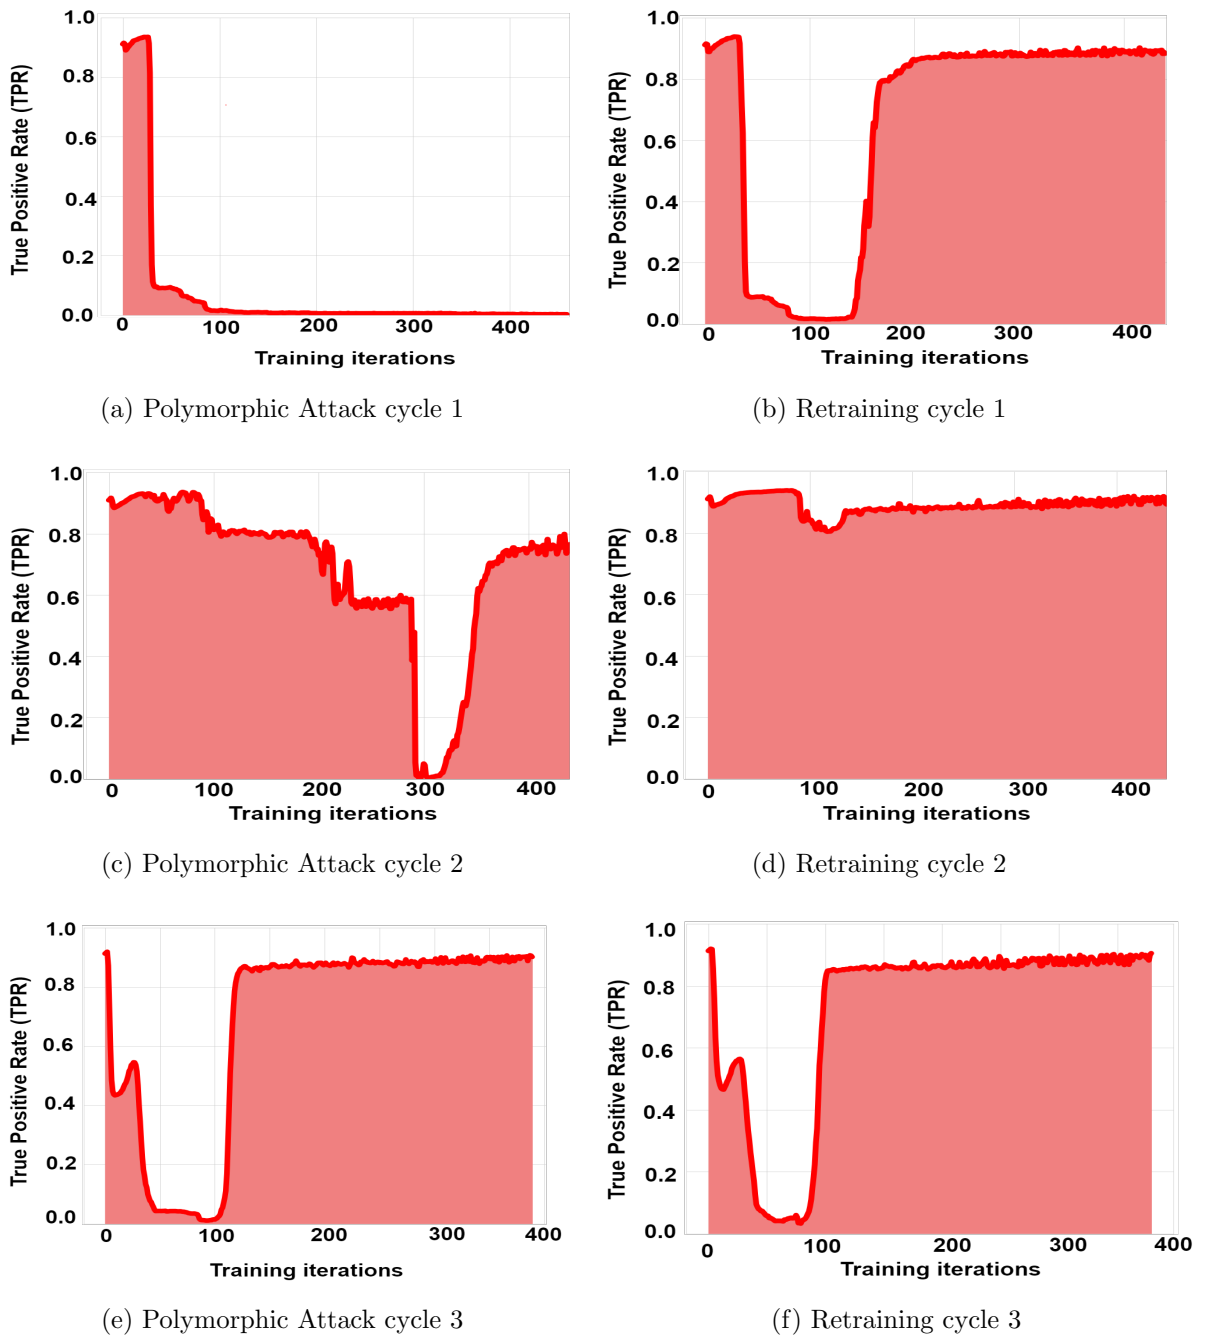 True Positive Rate (TPR)
1.0
0.8
0.6
0.4
0.2
0.0
0 100 200 300 400
Training iterations
(a) Polymorphic Attack cycle 1
True Positive Rate (TPR)
1.0
0.8
0.6
0.4
0.2
0.0
0 100 200 300 400
Training iterations
(b) Retraining cycle 1
True Positive Rate (TPR)
1.0
0.8
0.6
0.4
0.2
0.0
0 100 200 300 400
Training iterations
(c) Polymorphic Attack cycle 2
True Positive Rate (TPR)
1.0
0.8
0.6
0.4
0.2
0.0
0 100 200 300 400
Training iterations
(d) Retraining cycle 2
True Positive Rate (TPR)
1.0
0.8
0.6
0.4
0.2
0.0
0 100 200 300 400
Training iterations
(e) Polymorphic Attack cycle 3
True Positive Rate (TPR)
1.0
0.8
0.6
0.4
0.2
0.0
0 100 200 300 400
Training iterations
(f) Retraining cycle 3